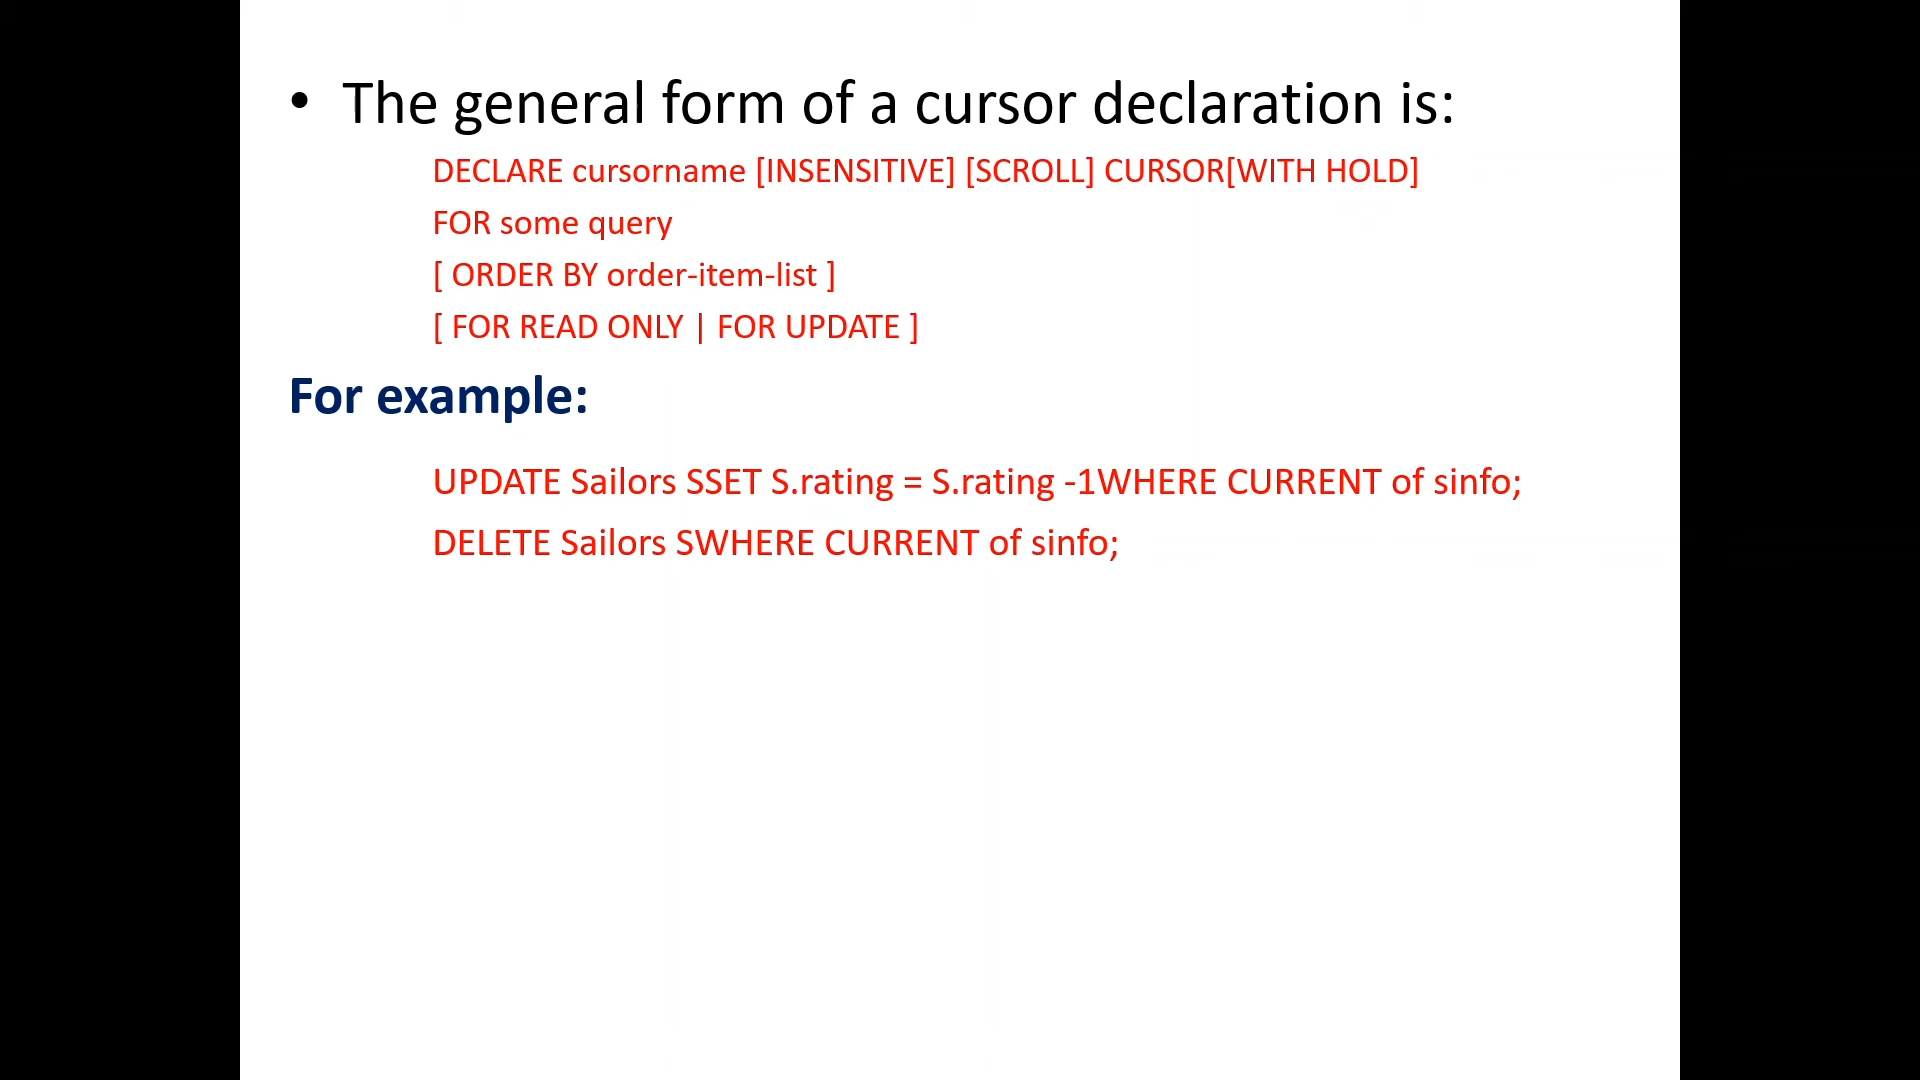 • The general form of a cursor declaration is:
DECLARE cursorname [INSENSITIVE] [SCROLL] CURSOR[WITH HOLD]
FOR some query
[ ORDER BY order-item-list ]
[ FOR READ ONLY | FOR UPDATE ]
For example:
UPDATE Sailors SSET S.rating = S.rating -1WHERE CURRENT of sinfo;
DELETE Sailors SWHERE CURRENT of sinfo;